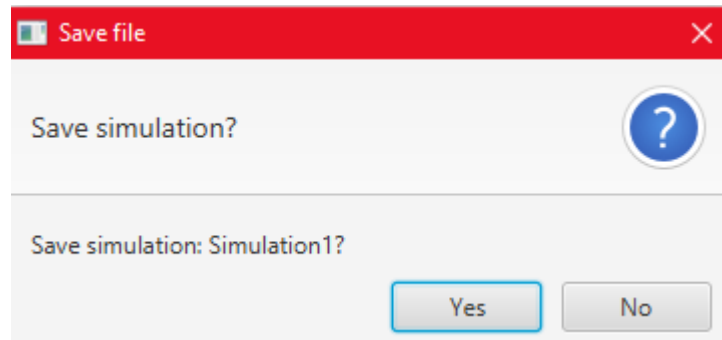 Save file
Save simulation?
?
Save simulation: Simulation1?
Yes No